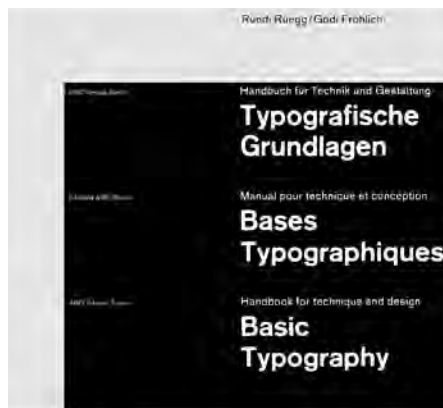 Ruedi Rüegg/Godi Fröhlich
Handbuch für Technik und Gestaltung
Typografische
Grundlagen
Manual pour technique et conception
Bases
Typographiques
Handbook for technique and design
Basic
Typography